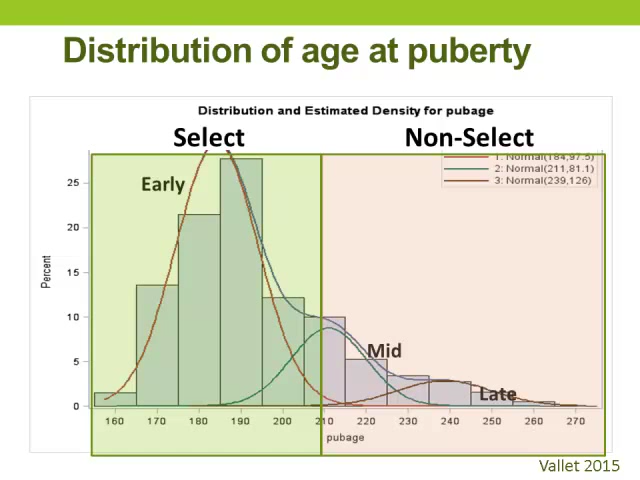 Distribution of age at puberty
Distribution and Estimated Density for pubage
Select Non-Select
1: Normal(184,97.5)
2: Normal(211,81.1)
3: Normal(239,126)
Early
25
20
Percent
15
10
Mid
5
Late
0
160 170 180 190 200 210 220 230 240 250 260 270
pubage
Vallet 2015